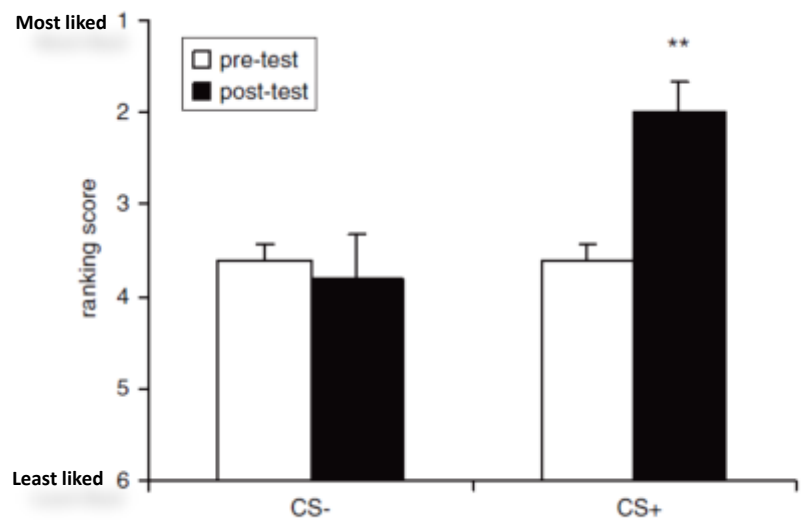 Most liked
1
**
pre-test
post-test
2
3
ranking score
4
5
Least liked
6
CS-
CS+